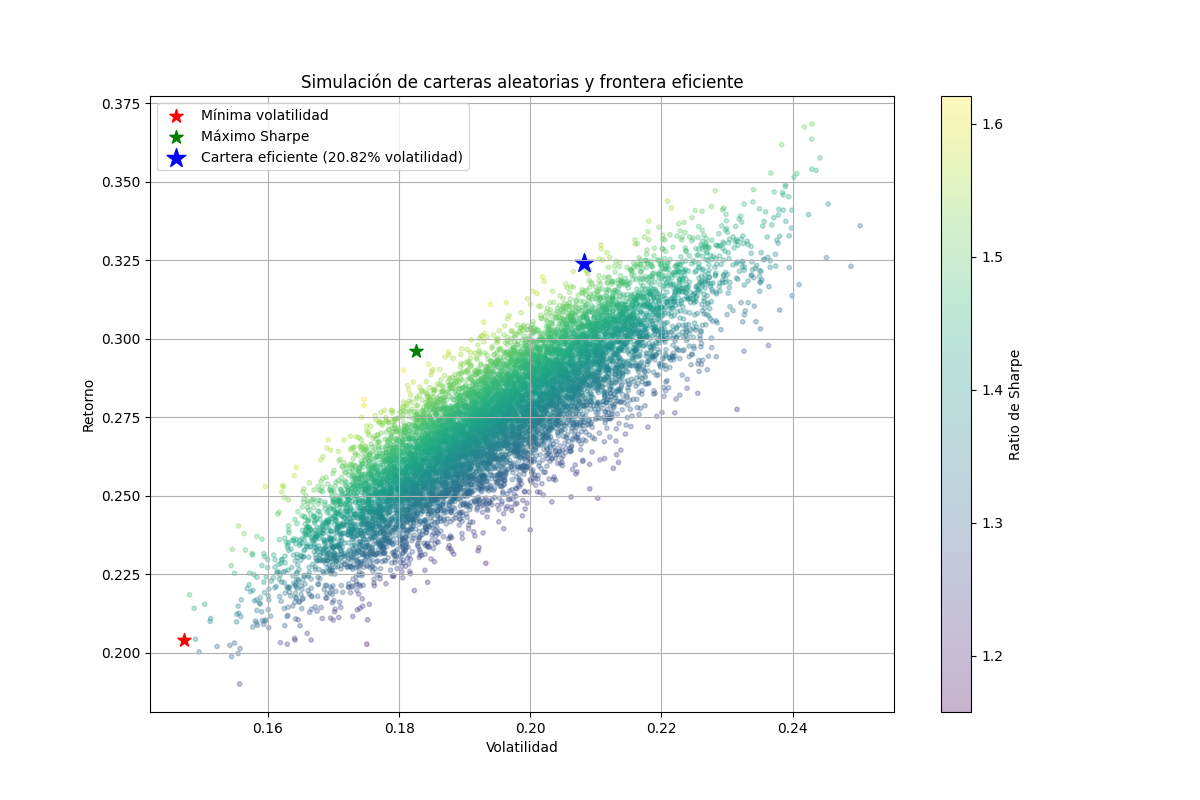 Simulación de carteras aleatorias y frontera eficiente
Mínima volatilidad
Máximo Sharpe
Cartera eficiente (20.82% volatilidad)
0.375
0.350
0.325
0.300
0.275
0.250
0.225
0.200
Retorno
0.16
0.18
0.20
0.22
0.24
Volatilidad
1.6
1.5
1.4
1.3
1.2
Ratio de Sharpe